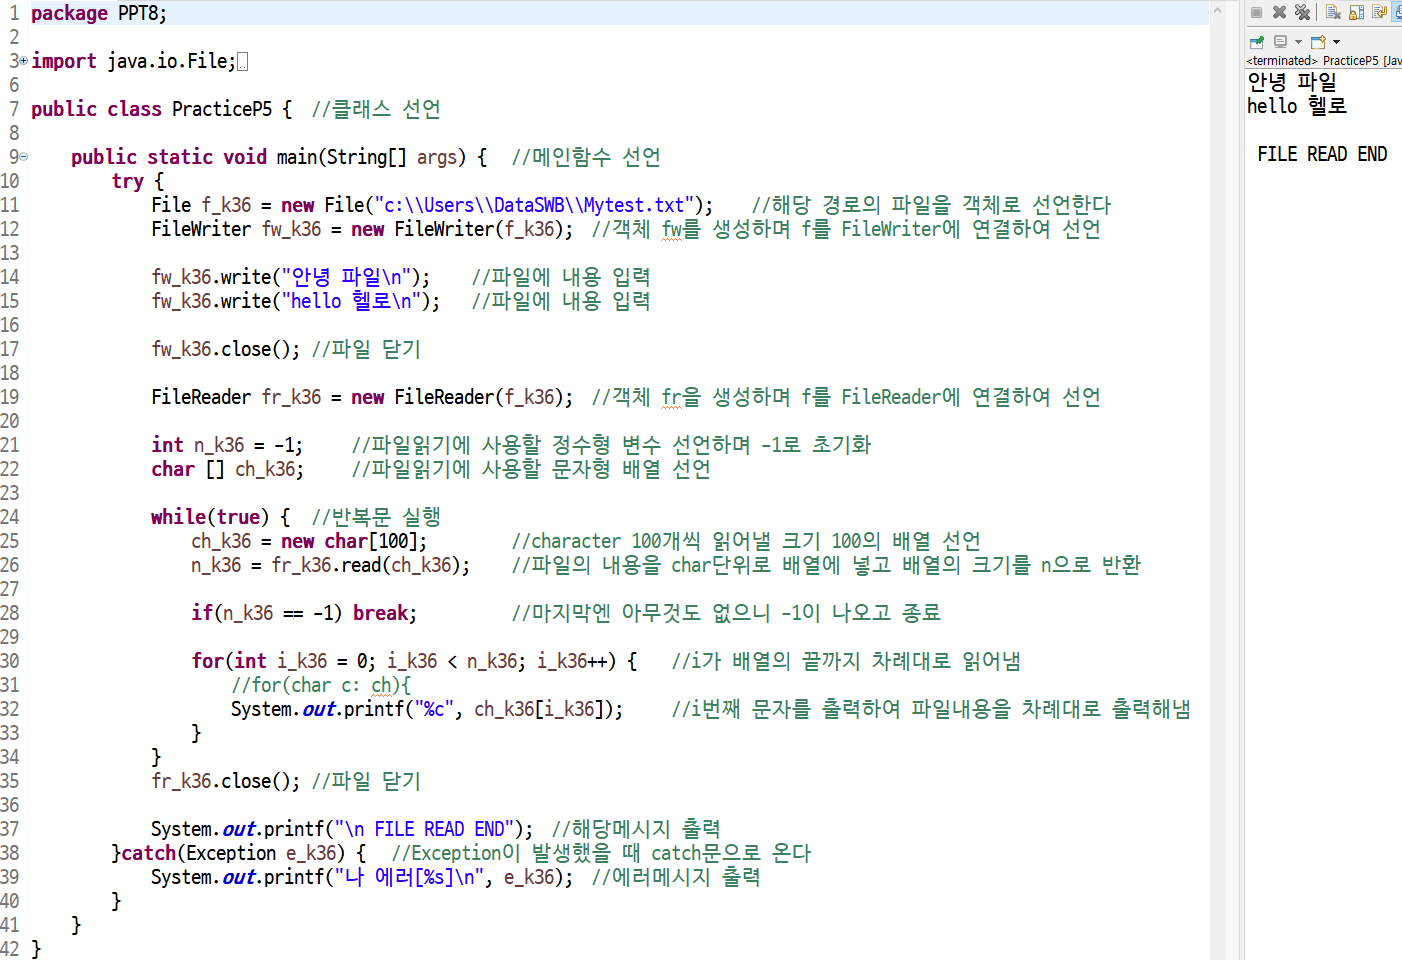 1 package PPT8;
2
3 import java.io.File;
6
7 public class PracticeP5 { //클래스 선언
8
9 public static void main(String[] args) { //메인함수 선언
10 try {
11 File f_k36 = new File("c:\\Users\\DataSWB\\Mytest.txt"); //해당 경로의 파일을 객체로 선언한다
12 FileWriter fw_k36 = new FileWriter(f_k36); //객체 fw를 생성하며 f를 FileWriter에 연결하여 선언
13
14 fw_k36.write("안녕 파일\n"); //파일에 내용 입력
15 fw_k36.write("hello 헬로\n"); //파일에 내용 입력
16
17 fw_k36.close(); //파일 닫기
18
19 FileReader fr_k36 = new FileReader(f_k36); //객체 fr을 생성하며 f를 FileReader에 연결하여 선언
20
21 int n_k36 = -1; //파일읽기에 사용할 정수형 변수 선언하며 -1로 초기화
22 char [] ch_k36; //파일읽기에 사용할 문자형 배열 선언
23
24 while(true) { //반복문 실행
25 ch_k36 = new char[100]; //character 100개씩 읽어낼 크기 100의 배열 선언
26 n_k36 = fr_k36.read(ch_k36); //파일의 내용을 char단위로 배열에 넣고 배열의 크기를 n으로 반환
27
28 if(n_k36 == -1) break; //마지막엔 아무것도 없으니 -1이 나오고 종료
29
30 for(int i_k36 = 0; i_k36 < n_k36; i_k36++) { //i가 배열의 끝까지 차례대로 읽어냄
31 //for(char c: ch){
32 System.out.printf("%c", ch_k36[i_k36]); //i번째 문자를 출력하여 파일내용을 차례대로 출력해냄
33 }
34 }
35 fr_k36.close(); //파일 닫기
36
37 System.out.printf("\n FILE READ END"); //해당메시지 출력
38 }catch(Exception e_k36) { //Exception이 발생했을 때 catch문으로 온다
39 System.out.printf("나 에러[%s]\n", e_k36); //에러메시지 출력
40 }
41 }
42 }
<terminated> PracticeP5 [Jav
안녕 파일
hello 헬로
FILE READ END